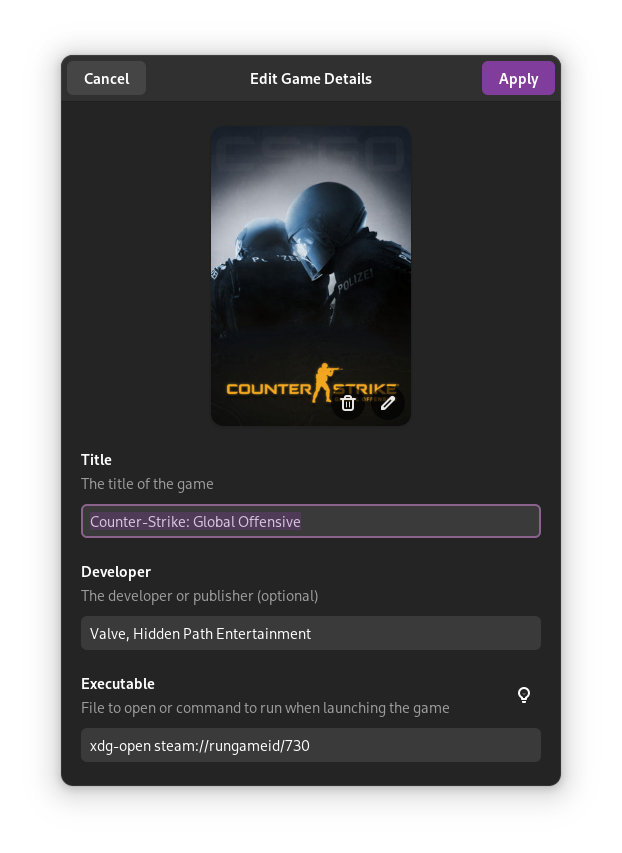 Cancel
Edit Game Details
Apply
CS:GO
POLIZEI
POLIZEI
COUNTER STRIKE
Title
The title of the game
Counter-Strike: Global Offensive
Developer
The developer or publisher (optional)
Valve, Hidden Path Entertainment
Executable
File to open or command to run when launching the game
xdg-open steam://rungameid/730